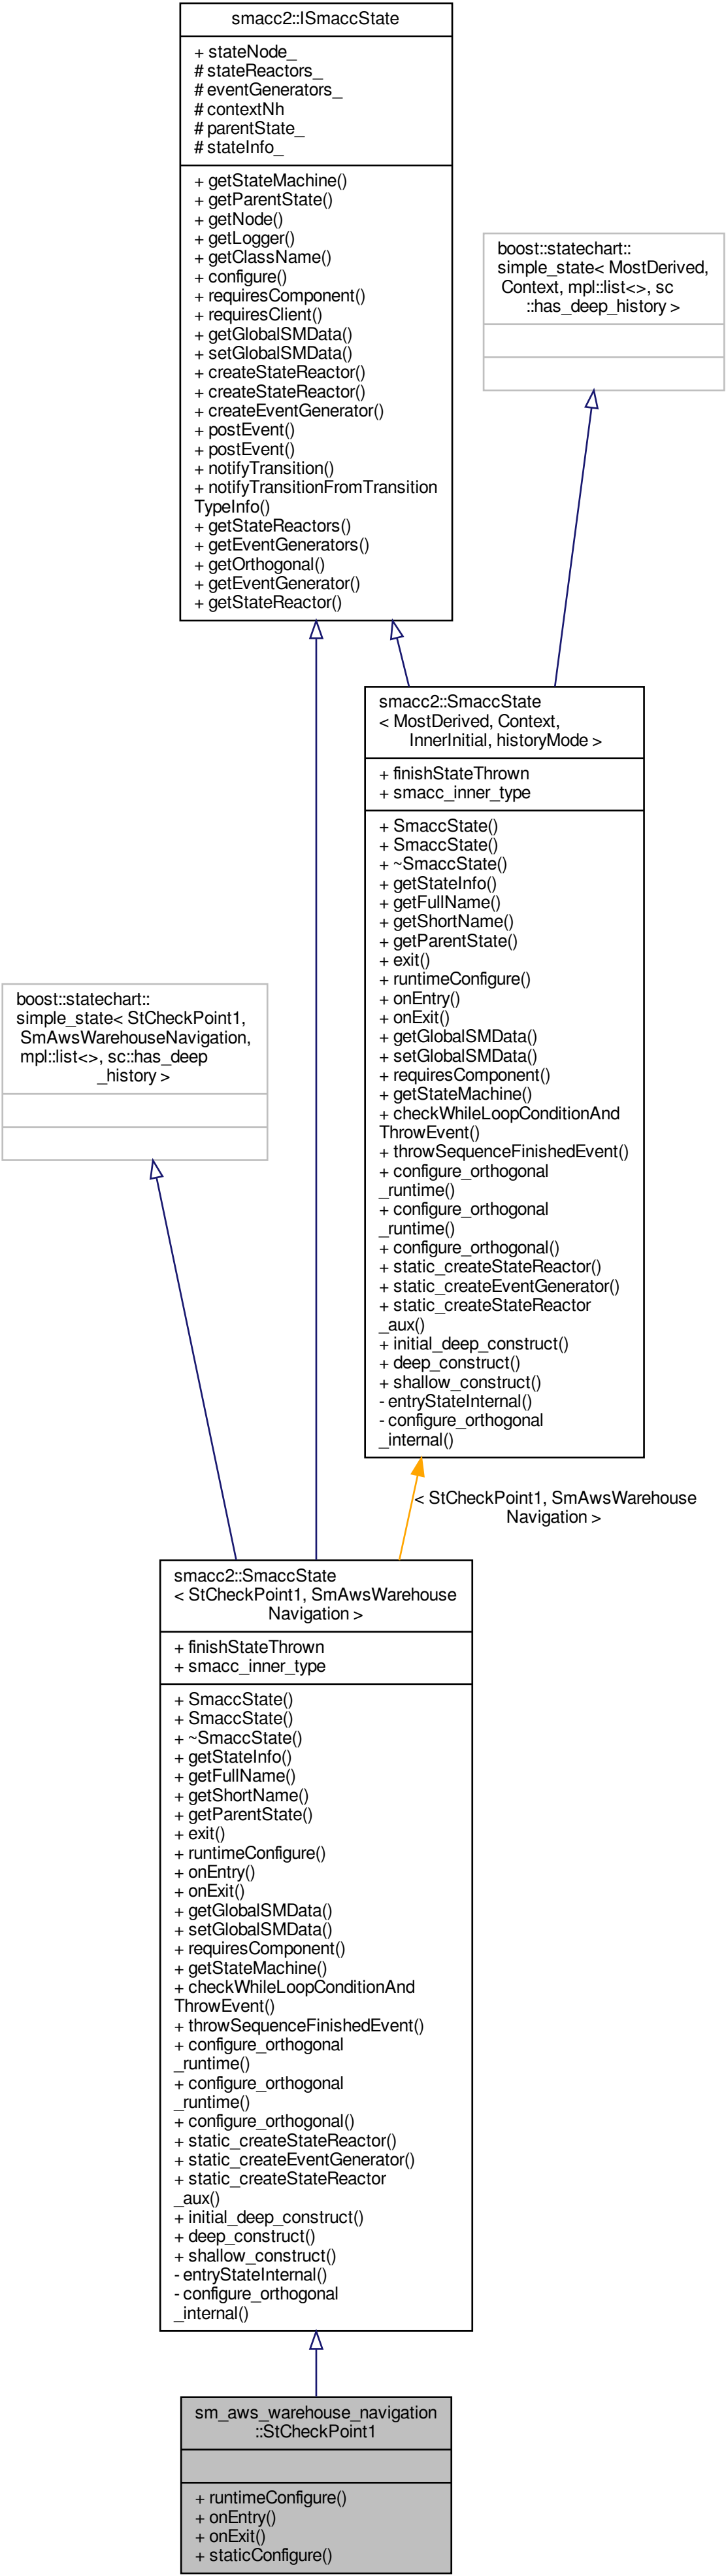 smacc2::ISmaccState
+ stateNode_
# stateReactors_
# eventGenerators_
# contextNh
# parentState_
# stateInfo_
+ getStateMachine()
+ getParentState()
+ getNode()
+ getLogger()
+ getClassName()
+ configure()
+ requiresComponent()
+ requiresClient()
+ getGlobalSMData()
+ setGlobalSMData()
+ createStateReactor()
+ createStateReactor()
+ createEventGenerator()
+ postEvent()
+ postEvent()
+ notifyTransition()
+ notifyTransitionFromTransition
TypeInfo()
+ getStateReactors()
+ getEventGenerators()
+ getOrthogonal()
+ getEventGenerator()
+ getStateReactor()
boost::statechart::
simple_state< MostDerived,
Context, mpl::list<>, sc
::has_deep_history >
smacc2::SmaccState
< MostDerived, Context,
InnerInitial, historyMode >
+ finishStateThrown
+ smacc_inner_type
+ SmaccState()
+ SmaccState()
+ ~SmaccState()
+ getStateInfo()
+ getFullName()
+ getShortName()
+ getParentState()
+ exit()
+ runtimeConfigure()
+ onEntry()
+ onExit()
+ getGlobalSMData()
+ setGlobalSMData()
+ requiresComponent()
+ getStateMachine()
+ checkWhileLoopConditionAnd
ThrowEvent()
+ throwSequenceFinishedEvent()
+ configure_orthogonal
_runtime()
+ configure_orthogonal
_runtime()
+ configure_orthogonal()
+ static_createStateReactor()
+ static_createEventGenerator()
+ static_createStateReactor
_aux()
+ initial_deep_construct()
+ deep_construct()
+ shallow_construct()
- entryStateInternal()
- configure_orthogonal
_internal()
boost::statechart::
simple_state< StCheckPoint1,
SmAwsWarehouseNavigation,
mpl::list<>, sc::has_deep
_history >
< StCheckPoint1, SmAwsWarehouse
Navigation >
smacc2::SmaccState
< StCheckPoint1, SmAwsWarehouse
Navigation >
+ finishStateThrown
+ smacc_inner_type
+ SmaccState()
+ SmaccState()
+ ~SmaccState()
+ getStateInfo()
+ getFullName()
+ getShortName()
+ getParentState()
+ exit()
+ runtimeConfigure()
+ onEntry()
+ onExit()
+ getGlobalSMData()
+ setGlobalSMData()
+ requiresComponent()
+ getStateMachine()
+ checkWhileLoopConditionAnd
ThrowEvent()
+ throwSequenceFinishedEvent()
+ configure_orthogonal
_runtime()
+ configure_orthogonal
_runtime()
+ configure_orthogonal()
+ static_createStateReactor()
+ static_createEventGenerator()
+ static_createStateReactor
_aux()
+ initial_deep_construct()
+ deep_construct()
+ shallow_construct()
- entryStateInternal()
- configure_orthogonal
_internal()
sm_aws_warehouse_navigation
::StCheckPoint1
+ runtimeConfigure()
+ onEntry()
+ onExit()
+ staticConfigure()